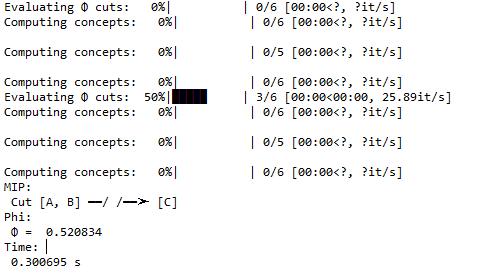 Evaluating Φ cuts:   0%|          | 0/6 [00:00<?, ?it/s]
Computing concepts:   0%|          | 0/6 [00:00<?, ?it/s]
Computing concepts:   0%|          | 0/5 [00:00<?, ?it/s]
Computing concepts:   0%|          | 0/6 [00:00<?, ?it/s]
Evaluating Φ cuts:  50%|█████     | 3/6 [00:00<00:00, 25.89it/s]
Computing concepts:   0%|          | 0/6 [00:00<?, ?it/s]
Computing concepts:   0%|          | 0/5 [00:00<?, ?it/s]
Computing concepts:   0%|          | 0/6 [00:00<?, ?it/s]
MIP:
Cut [A, B] ━━/ /━━➤ [C]
Phi:
Φ =  0.520834
Time:
0.300695 s